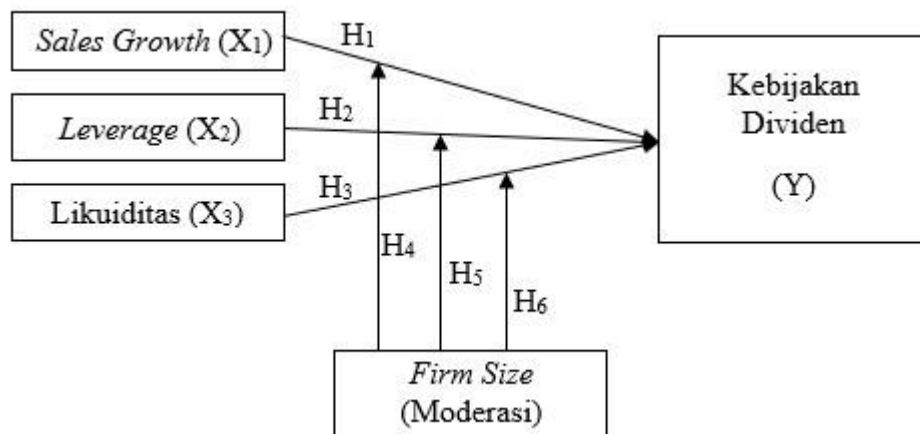 Sales Growth (X₁)
H₁
Leverage (X₂)
H₂
Likuiditas (X₃)
H₃
Kebijakan
Dividen
(Y)
H₄
H₅
H₆
Firm Size
(Moderasi)